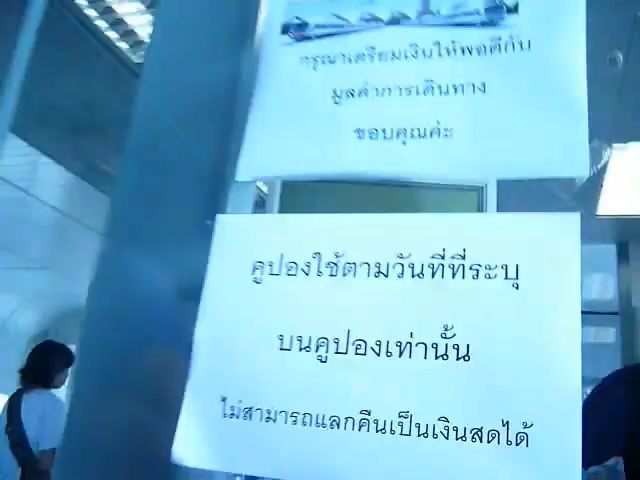 กรุณาเตรียมเงินให้พอดีกับ
มูลค่าการเดินทาง
ขอบคุณค่ะ
คูปองใช้ตามวันที่ที่ระบุ
บนคูปองเท่านั้น
ไม่สามารถแลกคืนเป็นเงินสดได้